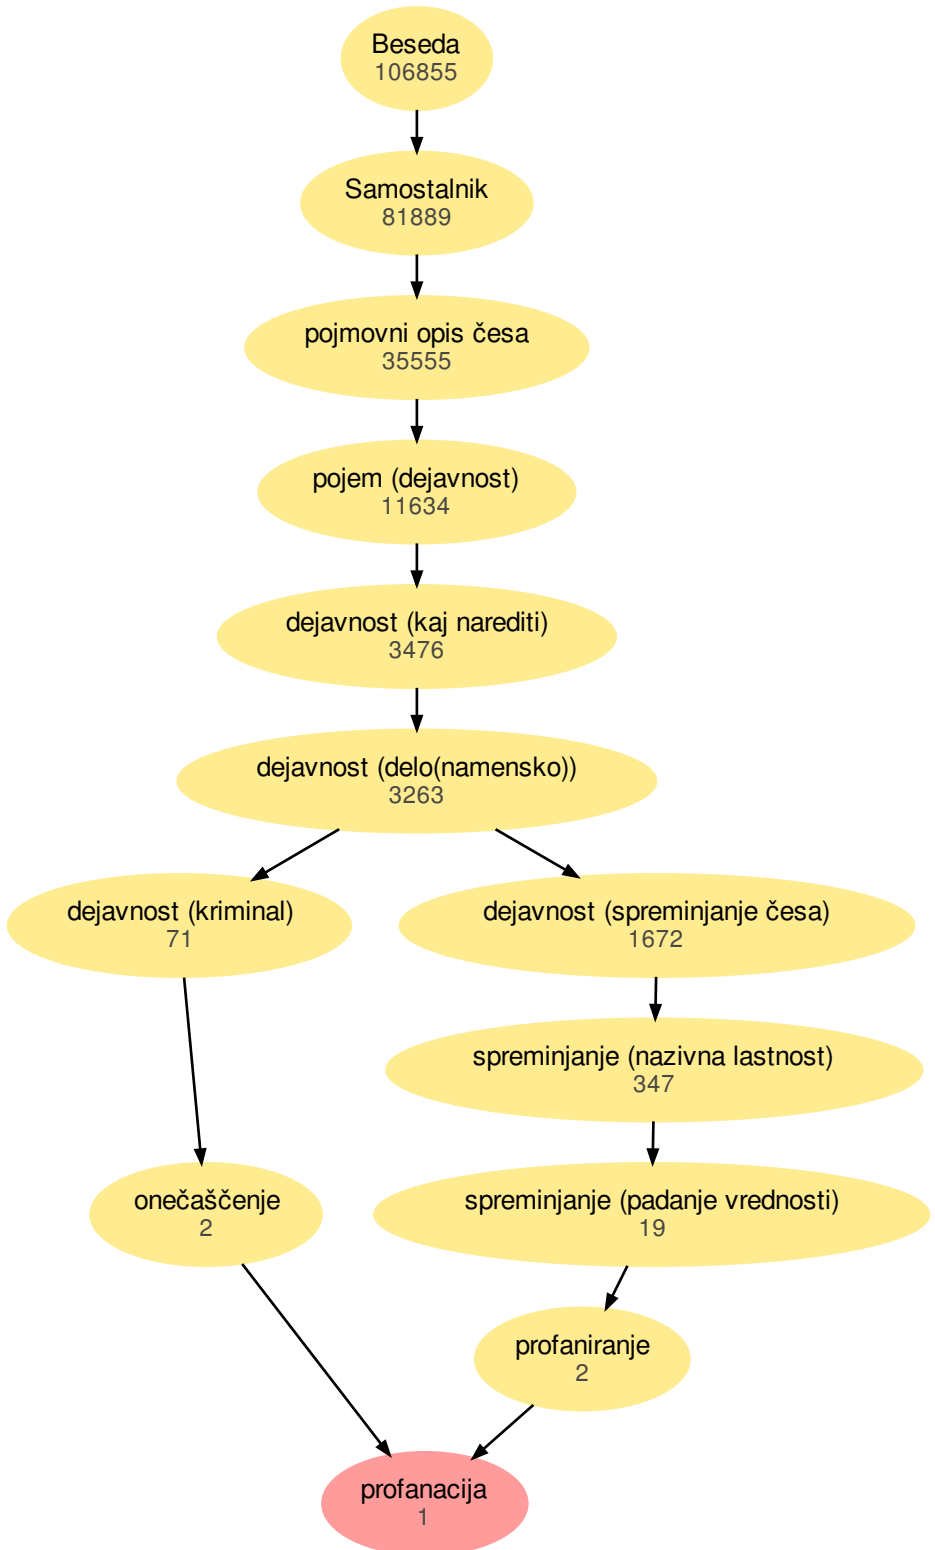 Beseda
106855
Samostalnik
81889
pojmovni opis česa
35555
pojem (dejavnost)
11634
dejavnost (kaj narediti)
3476
dejavnost (delo(namensko))
3263
dejavnost (kriminal)
71
dejavnost (spreminjanje česa)
1672
spreminjanje (nazivna lastnost)
347
onečaščenje
2
spreminjanje (padanje vrednosti)
19
profaniranje
2
profanacija
1